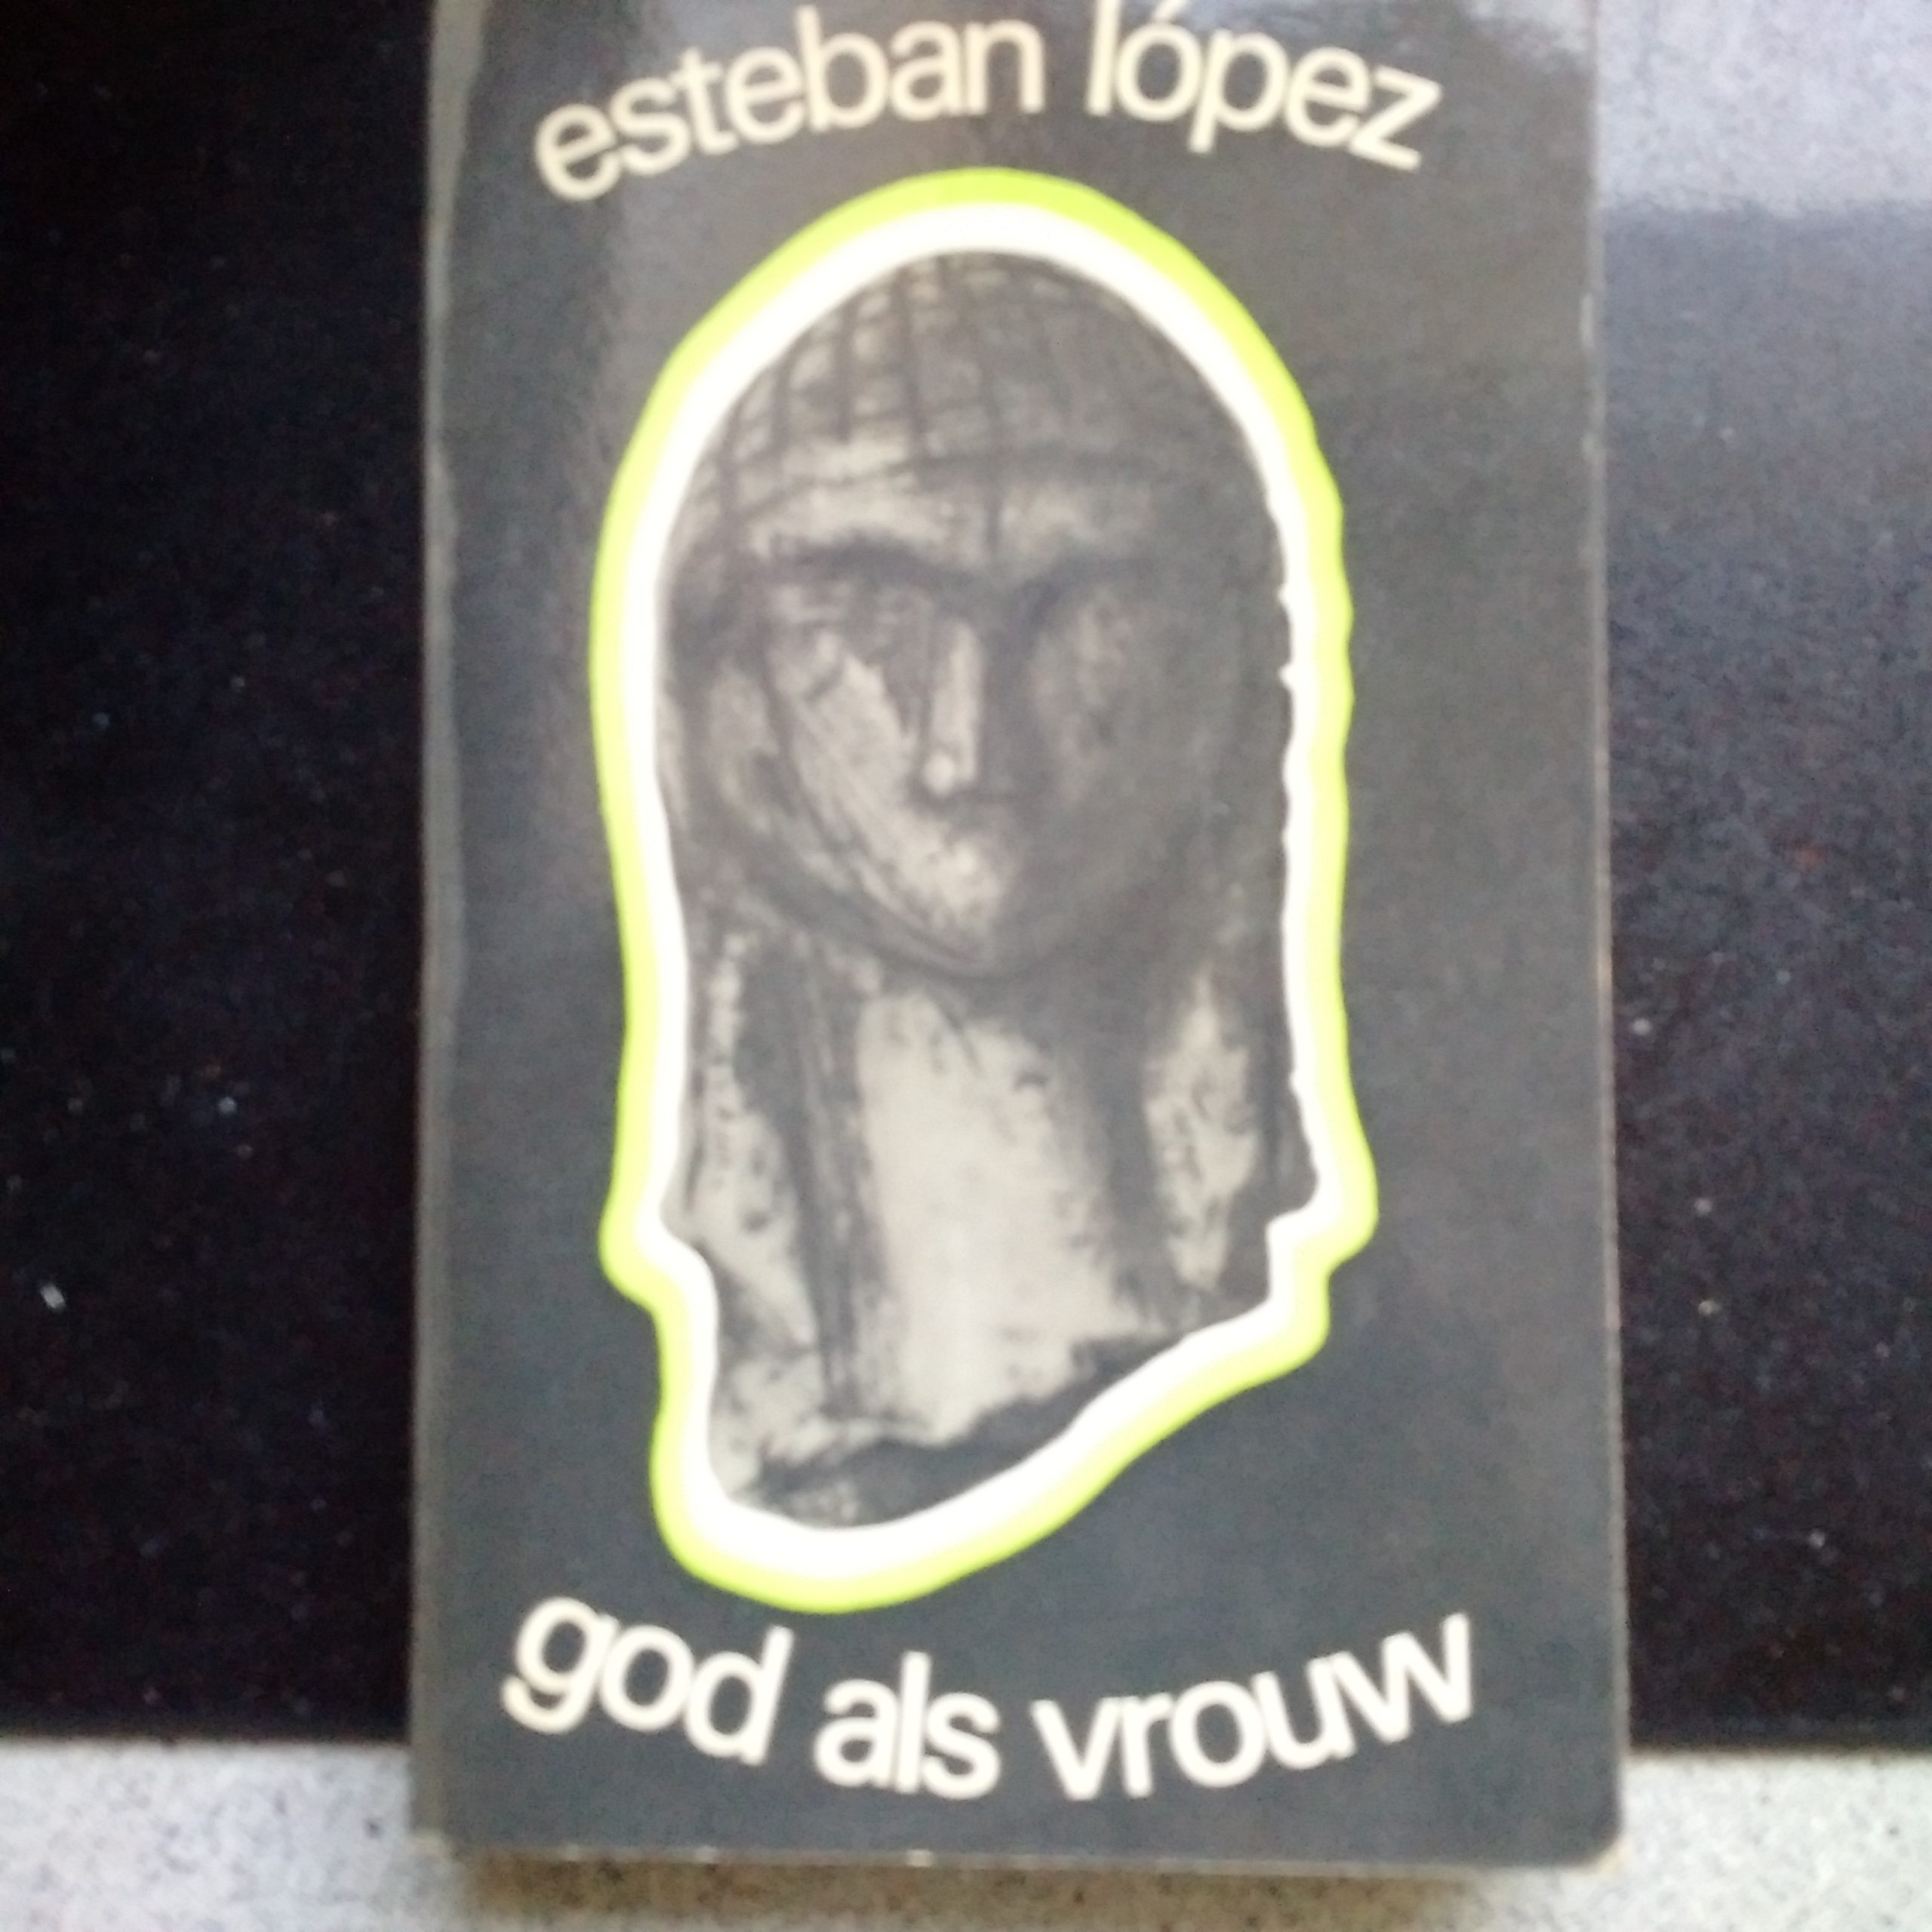 esteban lópez
god als vrouw